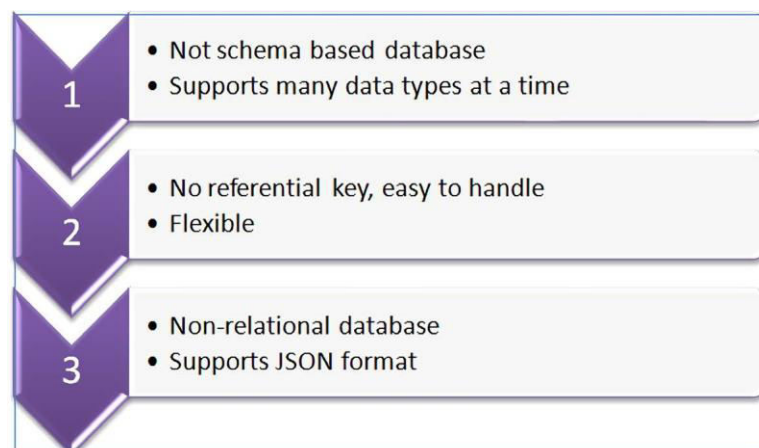 1
• Not schema based database
• Supports many data types at a time
2
• No referential key, easy to handle
• Flexible
3
• Non-relational database
• Supports JSON format